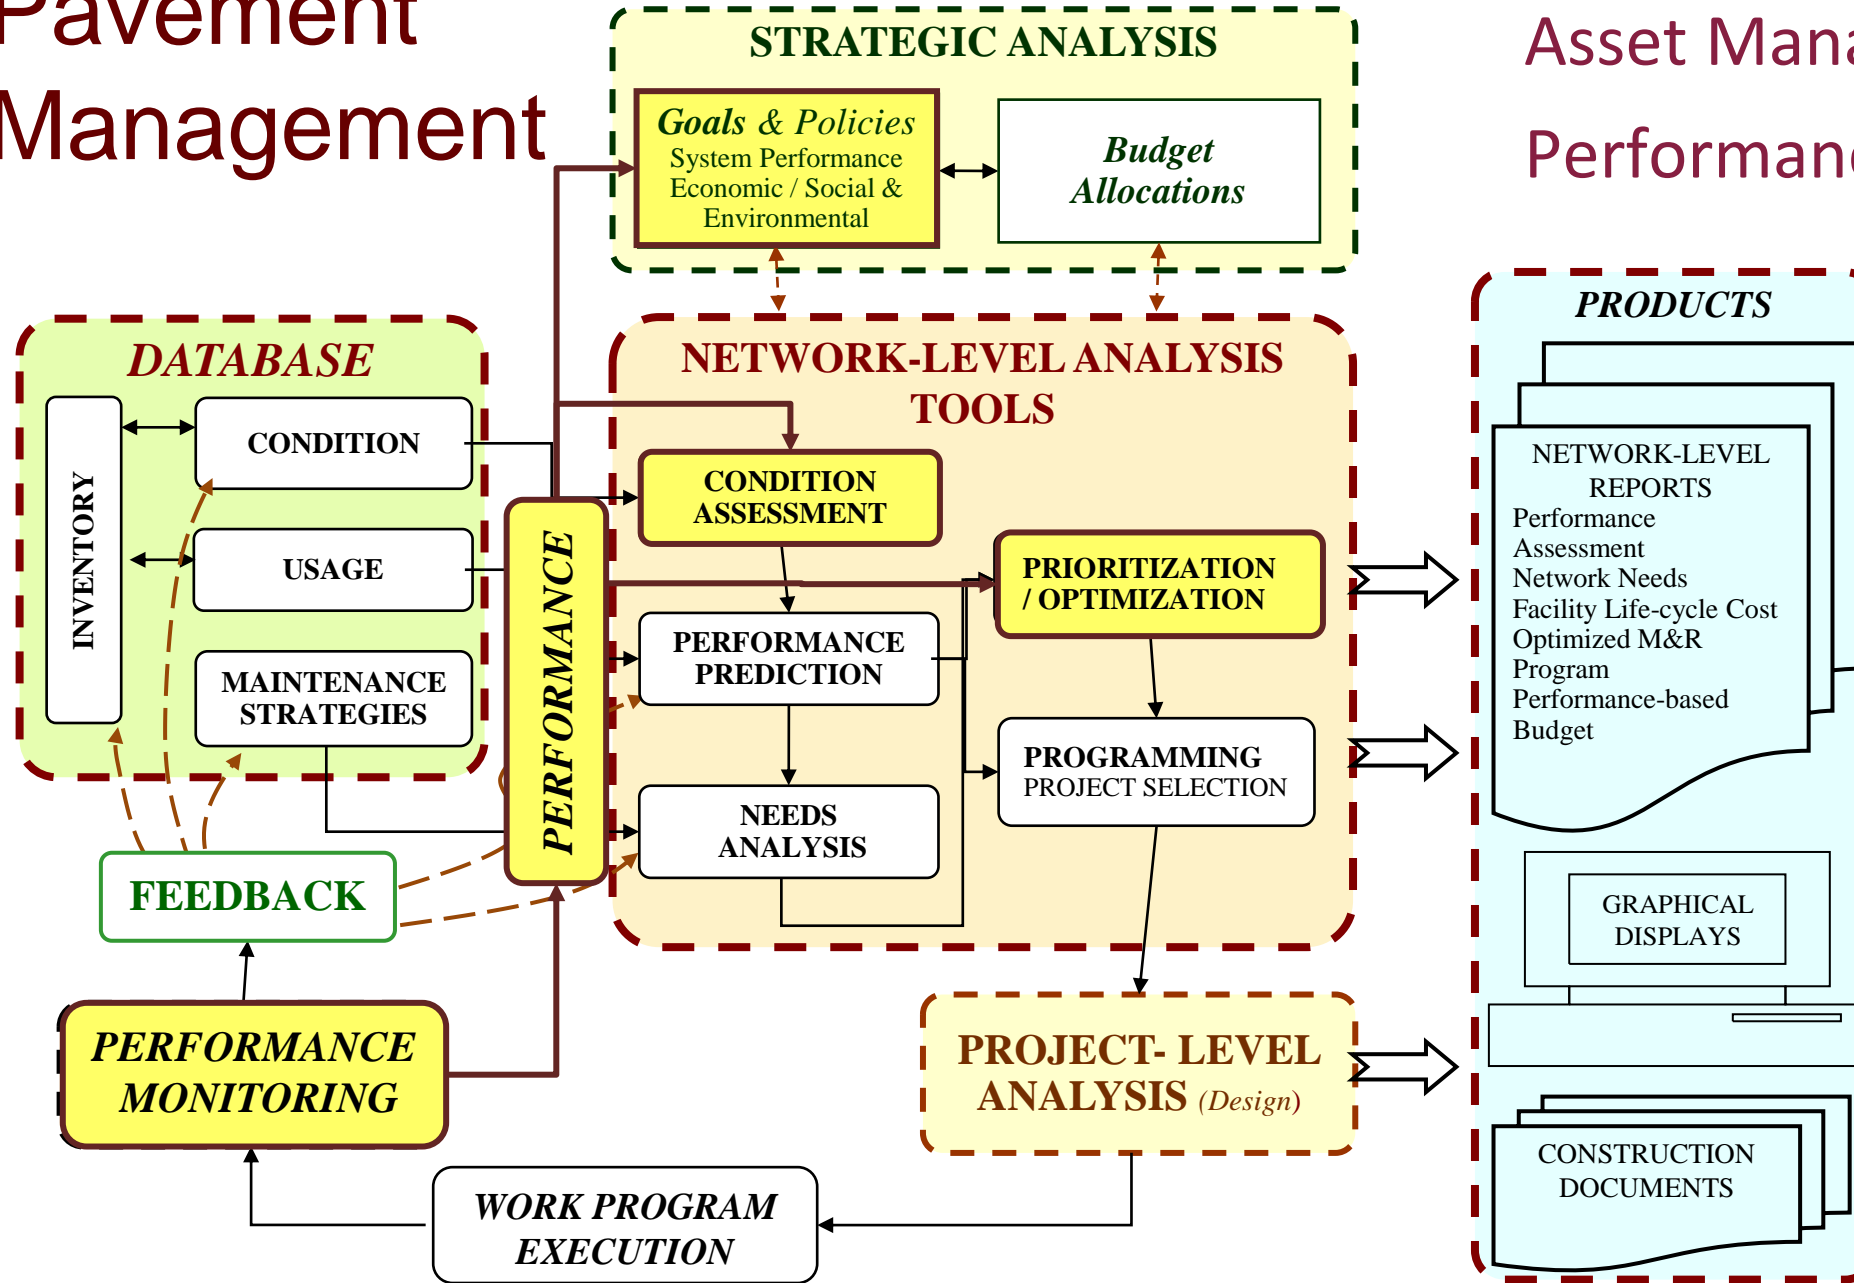 Pavement
Management
STRATEGIC ANALYSIS
Goals & Policies
System Performance
Economic / Social &
Environmental
Budget
Allocations
Asset Mana
Performanc
DATABASE
INVENTORY
CONDITION
USAGE
MAINTENANCE
STRATEGIES
PERFORMANCE
NETWORK-LEVEL ANALYSIS
TOOLS
CONDITION
ASSESSMENT
PERFORMANCE
PREDICTION
NEEDS
ANALYSIS
PRIORITIZATION
/ OPTIMIZATION
PROGRAMMING
PROJECT SELECTION
FEEDBACK
PERFORMANCE
MONITORING
WORK PROGRAM
EXECUTION
PROJECT- LEVEL
ANALYSIS (Design)
PRODUCTS
NETWORK-LEVEL
REPORTS
Performance
Assessment
Network Needs
Facility Life-cycle Cost
Optimized M&R
Program
Performance-based
Budget
GRAPHICAL
DISPLAYS
CONSTRUCTION
DOCUMENTS